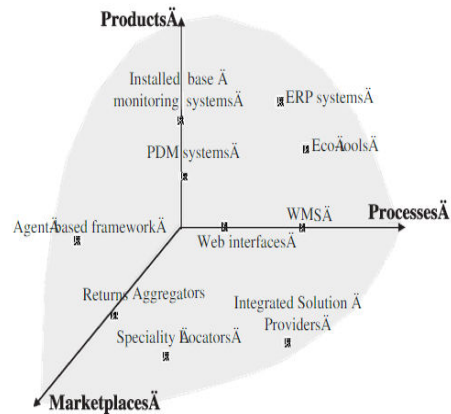 ProductsÄ
Installed base Ä
monitoring systemsÄ
ERP systemsÄ
PDM systemsÄ
EcoÄoolsÄ
AgentÄbased frameworkÄ
WMSÄ
ProcessesÄ
Web interfacesÄ
Returns Aggregators
Integrated Solution Ä
ProvidersÄ
Speciality ÄocatorsÄ
MarketplacesÄ